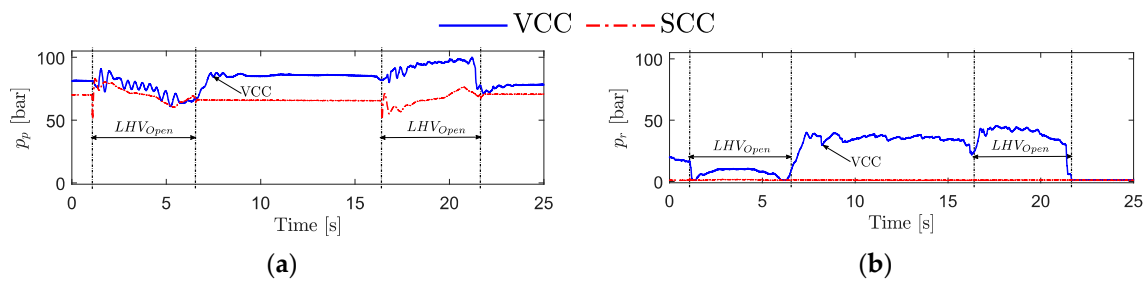 VCC SCC
100
50
0
p_p [bar]
VCC
LHV_Open
LHV_Open
0 5 10 15 20 25
Time [s]
(a)
100
50
0
p_r [bar]
LHV_Open
LHV_Open
VCC
0 5 10 15 20 25
Time [s]
(b)